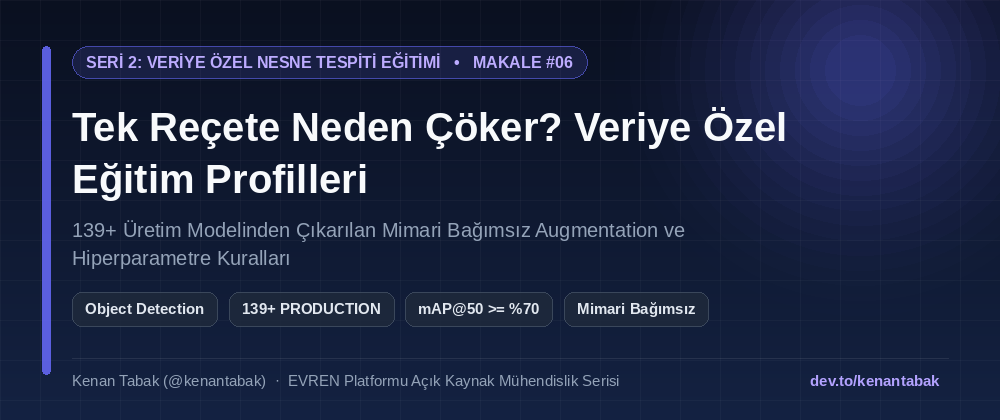 SERİ 2: VERİYE ÖZEL NESNE TESPİTİ EĞİTİMİ • MAKALE #06
Tek Reçete Neden Çöker? Veriye Özel
Eğitim Profilleri
139+ Üretim Modelinden Çıkarılan Mimari Bağımsız Augmentation ve
Hiperparametre Kuralları
Object Detection 139+ PRODUCTION mAP@50 >= %70 Mimari Bağımsız
Kenan Tabak (@kenantabak) · EVREN Platformu Açık Kaynak Mühendislik Serisi dev.to/kenantabak